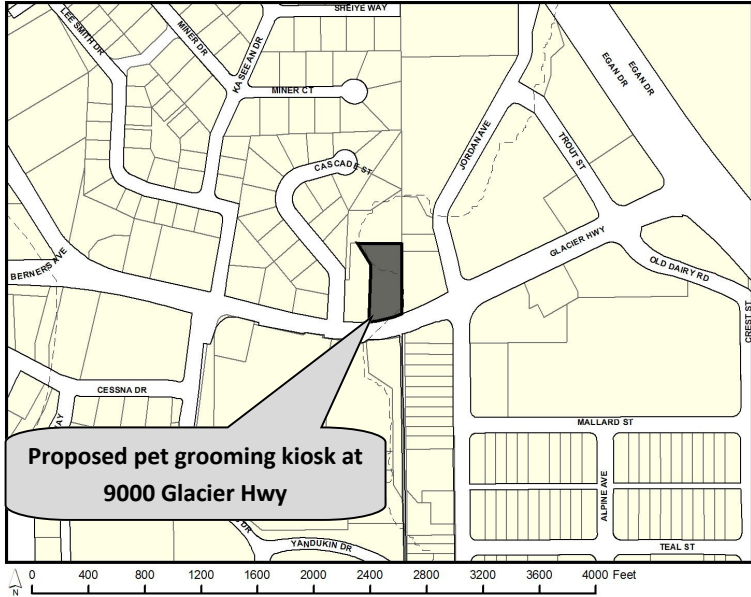 SHEIYE WAY
LEE SMITH DR
MINER DR
KA SEE AN DR
EGAN DR
EGAN DR
MINER CT
JORDAN AVE
TROUT ST
CASCADE ST
GLACIER HWY
BERNERS AVE
OLD DAIRY RD
CREST ST
CESSNA DR
MALLARD ST
WAY
Proposed pet grooming kiosk at
9000 Glacier Hwy
ALPINE AVE
DR
YANDUKIN DR
TEAL ST
N
0 400 800 1200 1600 2000 2400 2800 3200 3600 4000 Feet